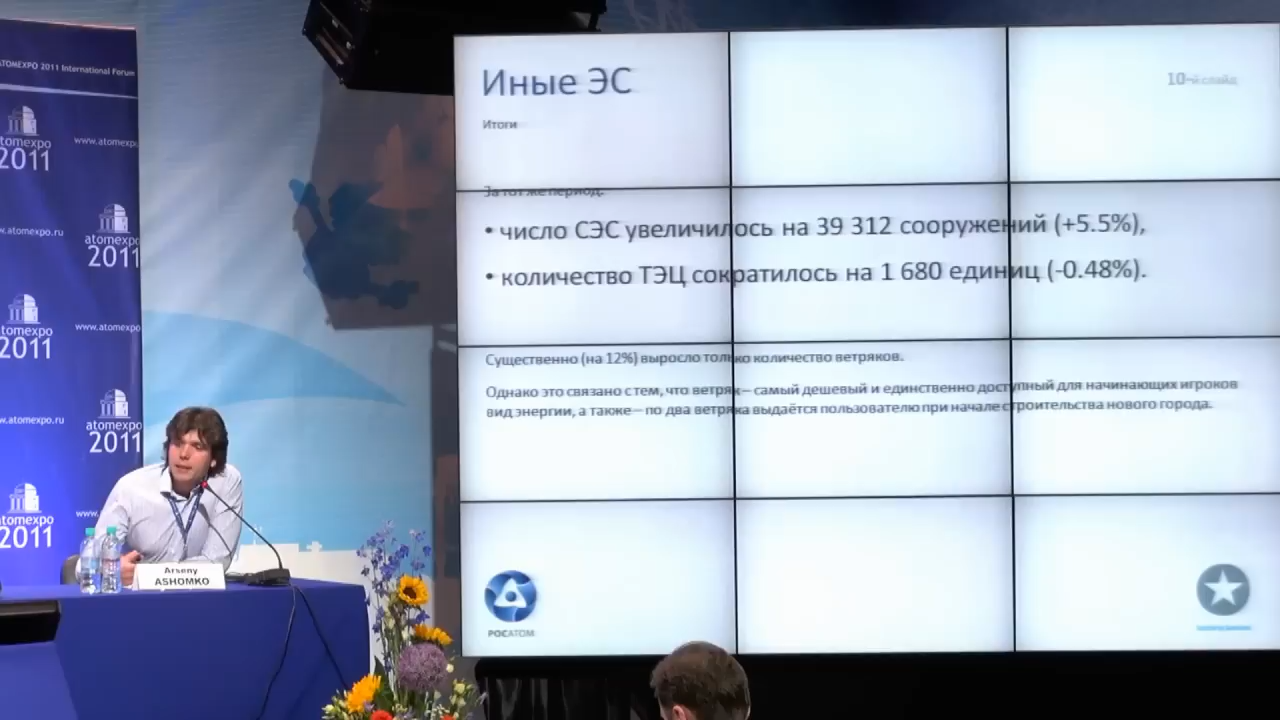 ATOMEXPO 2011 International Forum
atomexpo
2011
www.atomexpo
www.atomexpo.ru
atomexpo
2011
atomexpo
2011
www.atomexpo
www.atomexpo.ru
atomexpo
2011
atomexpo
2011
www.
Arseny
ASHOMKO
Иные ЭС
10-й слайд
Итоги
За тот же период:
• число СЭС увеличилось на 39 312 сооружений (+5.5%),
• количество ТЭЦ сократилось на 1 680 единиц (-0.48%).
Существенно (на 12%) выросло только количество ветряков.
Однако это связано с тем, что ветряк – самый дешевый и единственно доступный для начинающих игроков
вид энергии, а также – по два ветряка выдаётся пользователю при начале строительства нового города.
РОСАТОМ